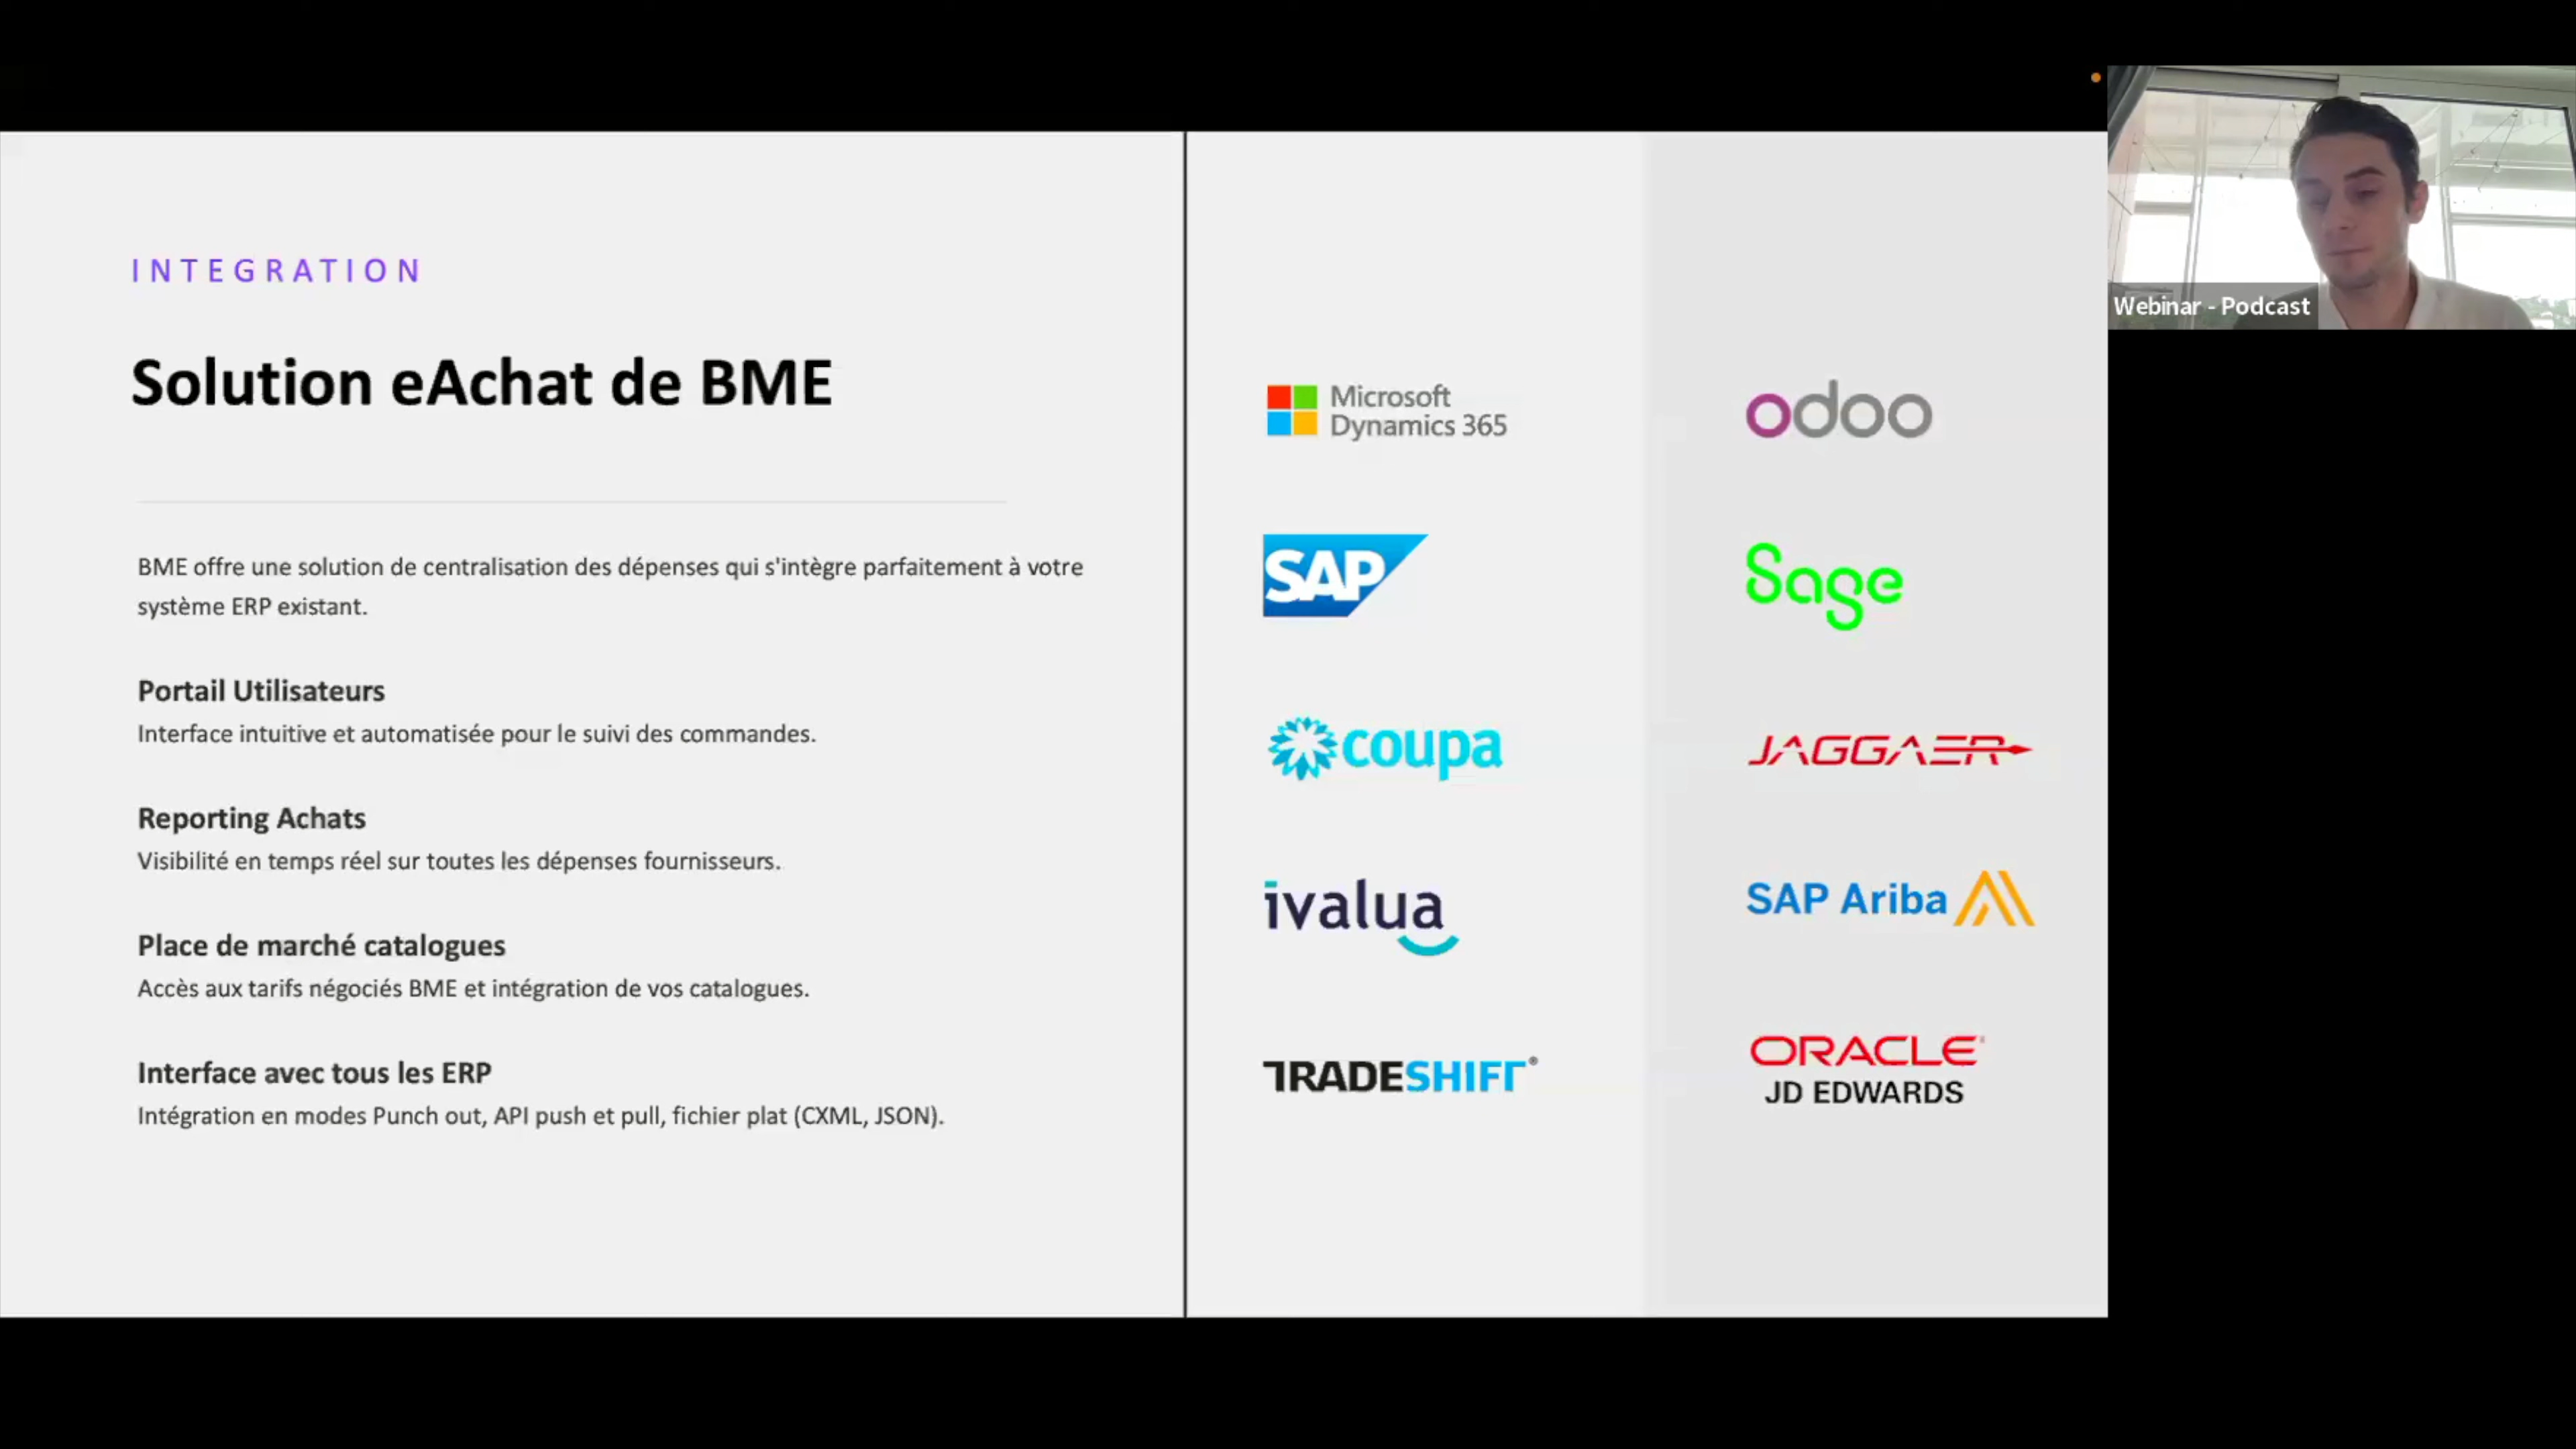 INTEGRATION
Solution eAchat de BME
BME offre une solution de centralisation des dépenses qui s'intègre parfaitement à votre
système ERP existant.
Portail Utilisateurs
Interface intuitive et automatisée pour le suivi des commandes.
Reporting Achats
Visibilité en temps réel sur toutes les dépenses fournisseurs.
Place de marché catalogues
Accès aux tarifs négociés BME et intégration de vos catalogues.
Interface avec tous les ERP
Intégration en modes Punch out, API push et pull, fichier plat (CXML, JSON).
Microsoft
Dynamics 365
SAP
coupa
ivalua
TRADESHIFT®
odoo
Sage
JAGGAER
SAP Ariba
ORACLE
JD EDWARDS
Webinar - Podcast